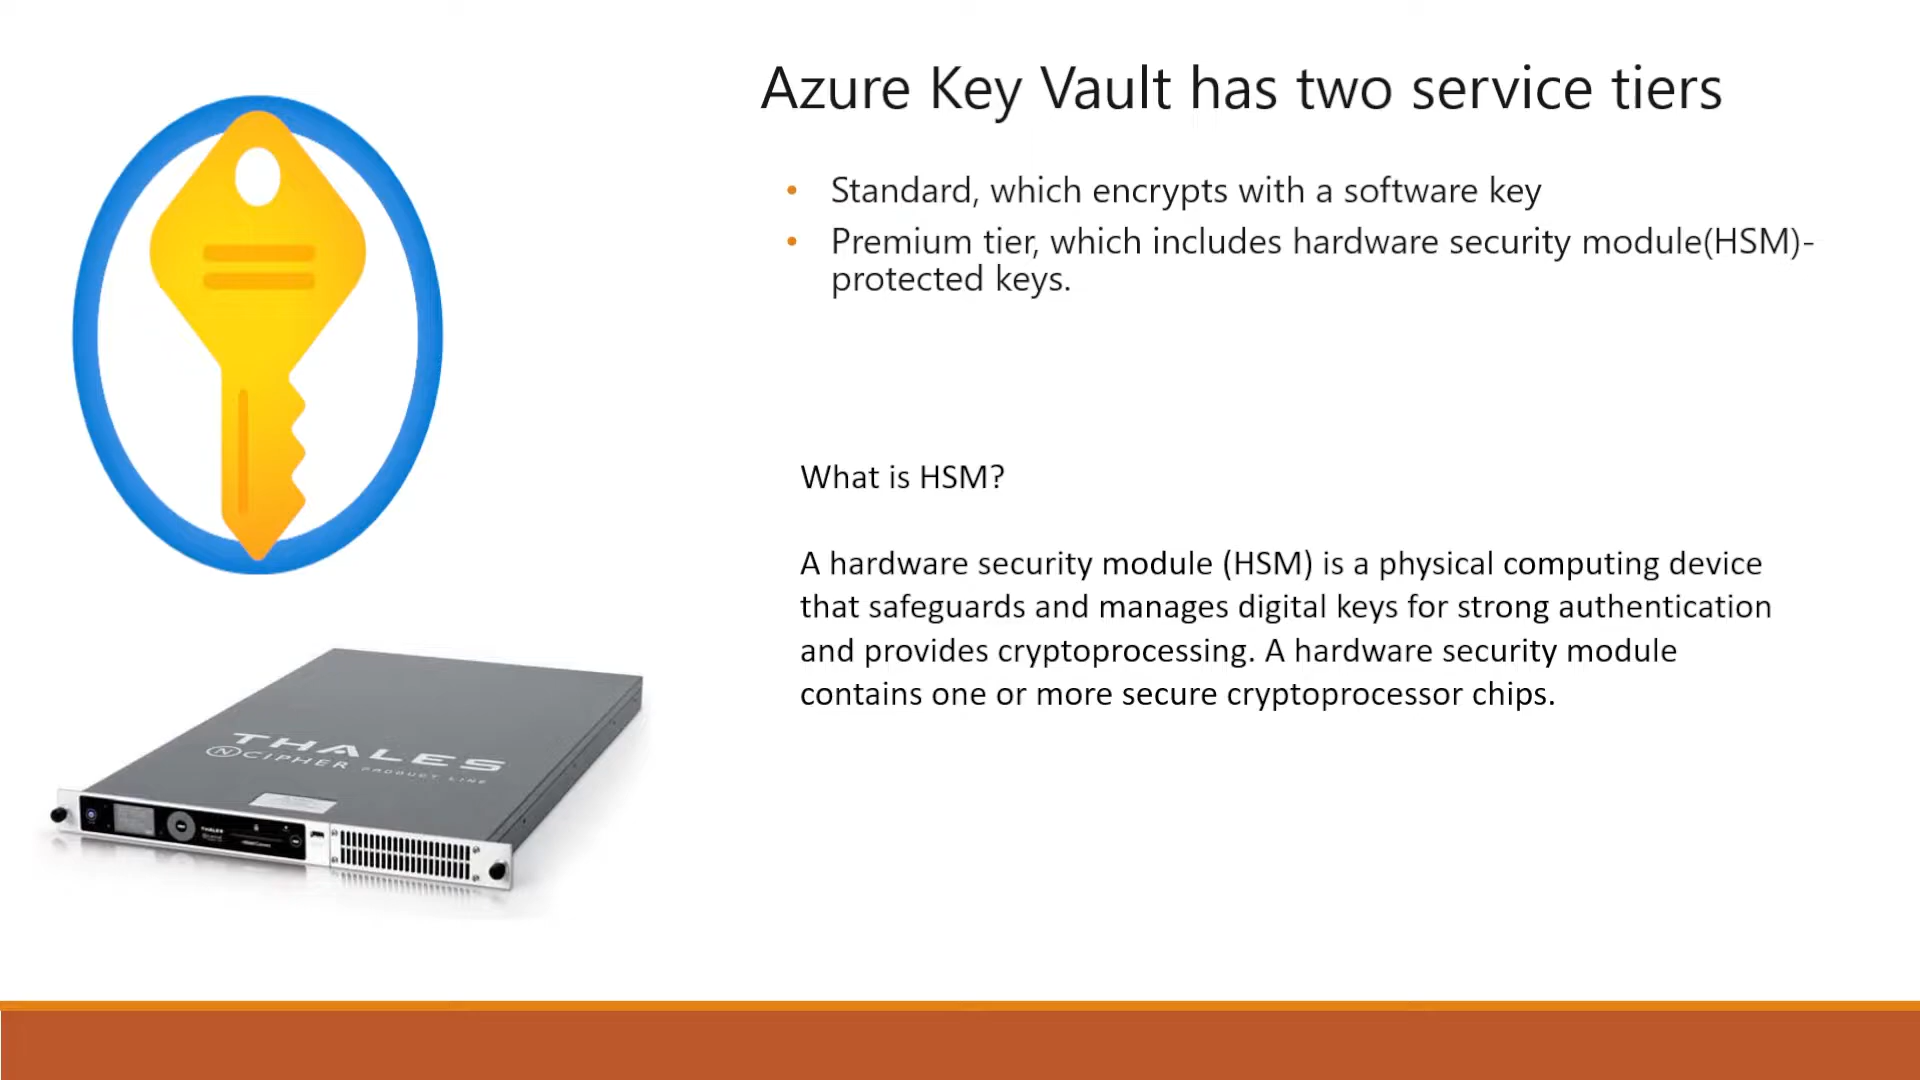 Azure Key Vault has two service tiers
• Standard, which encrypts with a software key
• Premium tier, which includes hardware security module(HSM)-
protected keys.
What is HSM?
A hardware security module (HSM) is a physical computing device
that safeguards and manages digital keys for strong authentication
and provides cryptoprocessing. A hardware security module
contains one or more secure cryptoprocessor chips.
THALES
NCIPHER PRODUCT LINE
THALES